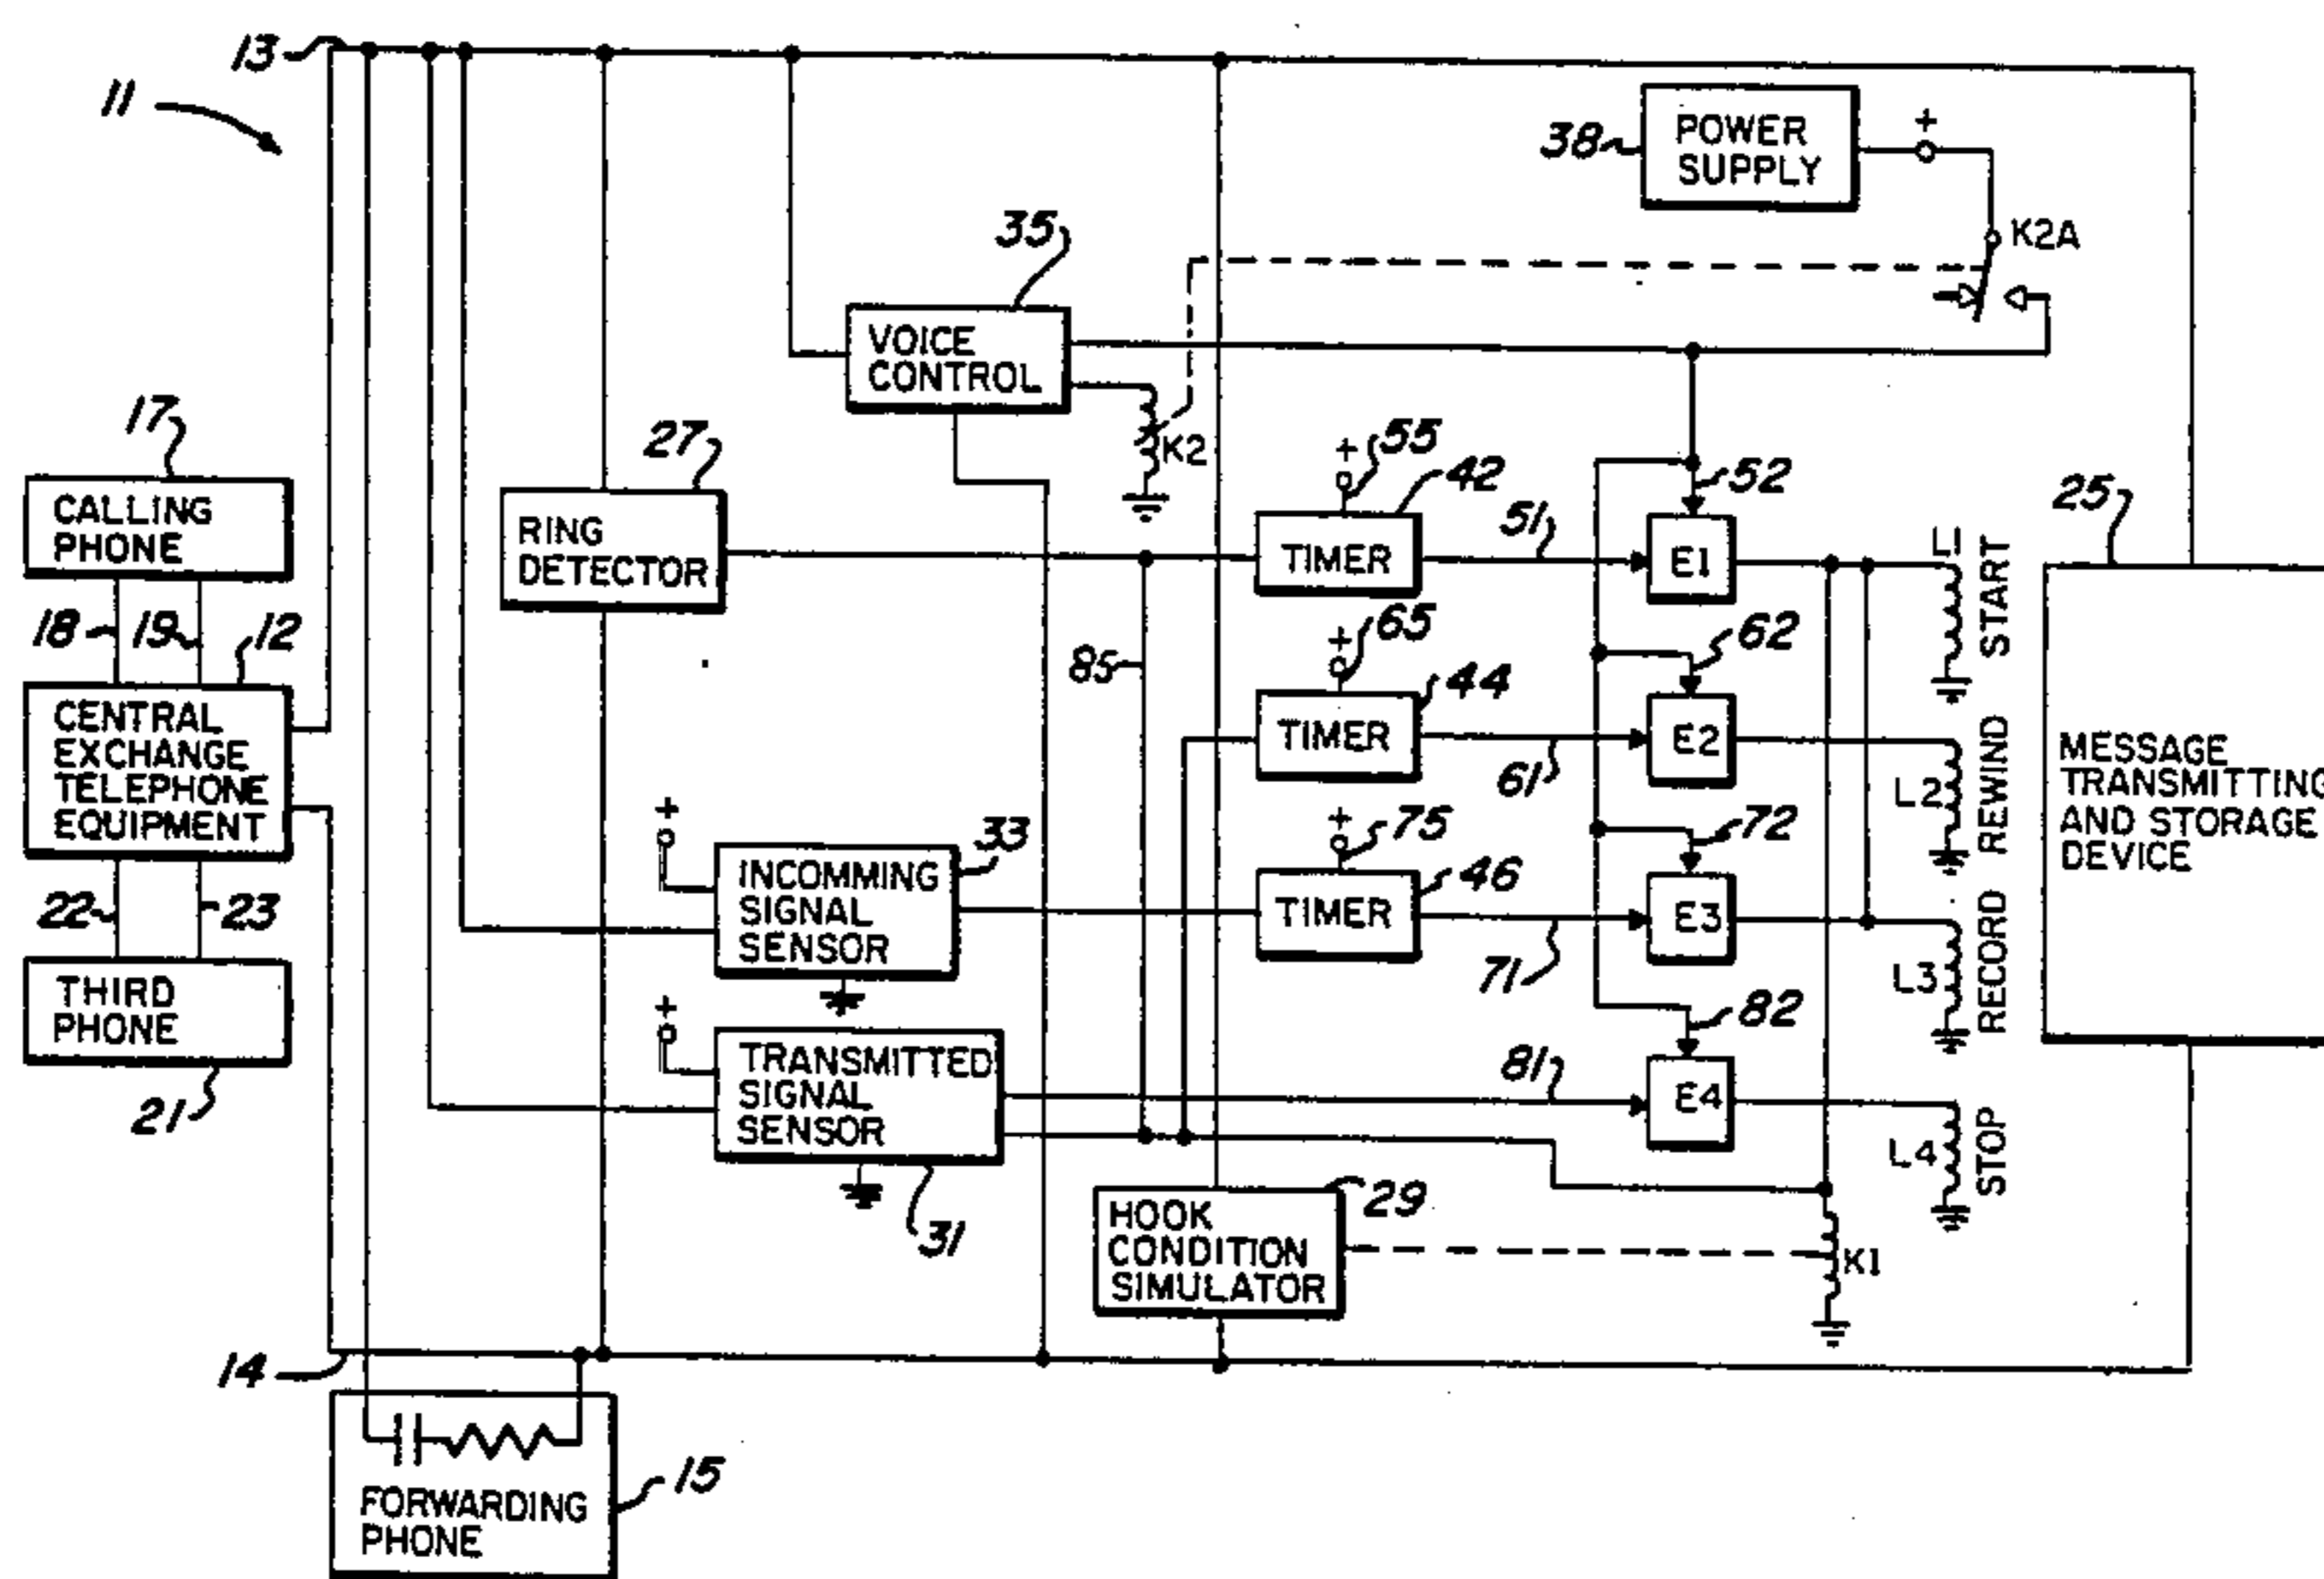 13
11
38
POWER
SUPPLY
+
K2A
35
VOICE
CONTROL
K2
17
CALLING
PHONE
18
19
12
CENTRAL
EXCHANGE
TELEPHONE
EQUIPMENT
22
23
THIRD
PHONE
21
27
RING
DETECTOR
85
+
55
42
TIMER
51
52
E1
L1
START
+
65
44
TIMER
61
62
E2
L2
REWIND
+
75
46
TIMER
71
72
E3
L3
RECORD
82
81
E4
L4
STOP
25
MESSAGE
TRANSMITTING
AND STORAGE
DEVICE
+
33
INCOMMING
SIGNAL
SENSOR
+
TRANSMITTED
SIGNAL
SENSOR
31
HOOK
CONDITION
SIMULATOR
29
K1
14
FORWARDING
PHONE
15